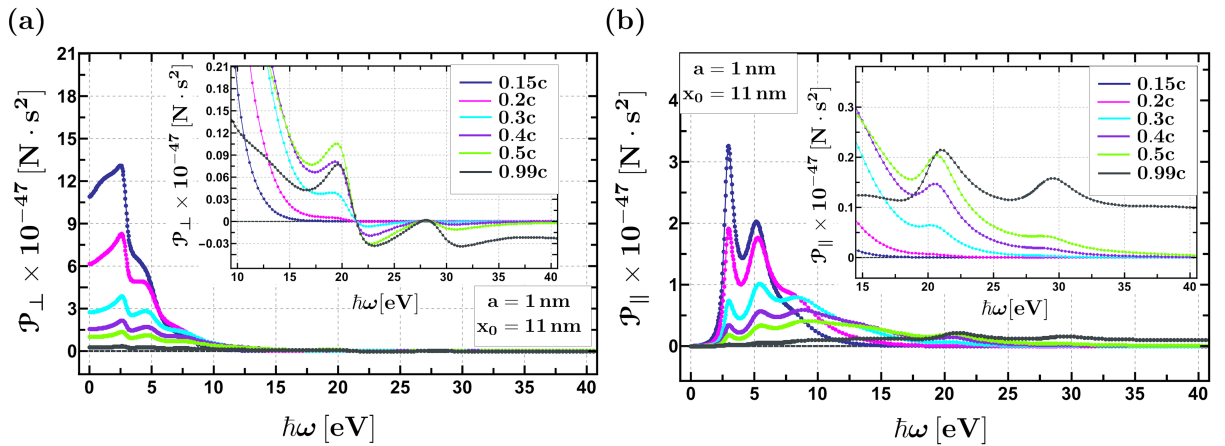 (a)
𝒫⊥ × 10⁻⁴⁷ [N · s²]
21
18
15
12
9
6
3
0
0 5 10 15 20 25 30 35 40
ħω [eV]
a = 1 nm
x₀ = 11 nm
𝒫⊥ × 10⁻⁴⁷ [N · s²]
0.21
0.18
0.15
0.12
0.09
0.06
0.03
0
−0.03
10 15 20 25 30 35 40
ħω [eV]
0.15c
0.2c
0.3c
0.4c
0.5c
0.99c
(b)
𝒫∥ × 10⁻⁴⁷ [N · s²]
4
3
2
1
0
0 5 10 15 20 25 30 35 40
ħω [eV]
a = 1 nm
x₀ = 11 nm
𝒫∥ × 10⁻⁴⁷ [N · s²]
0.3
0.2
0.1
0
15 20 25 30 35 40
ħω [eV]
0.15c
0.2c
0.3c
0.4c
0.5c
0.99c